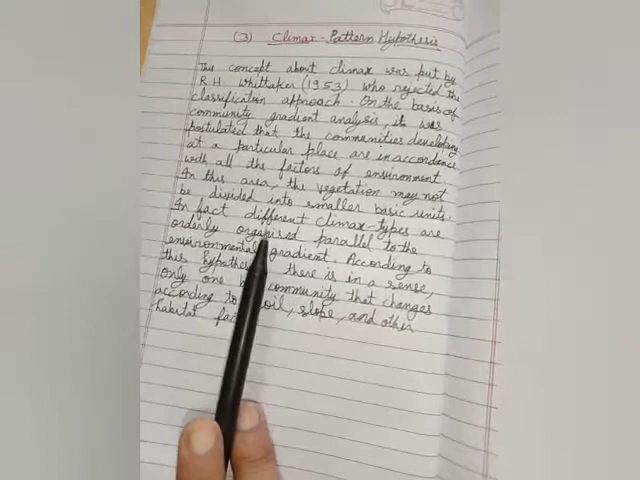 (3) Climax-Pattern Hypothesis
This concept about climax was put by
R.H. Whittaker (1953) who rejected the
classification approach. On the basis of
community gradient analysis, it was
postulated that the communities developing
at a particular place are in accordance
with all the factors of environment
In this area, the vegetation may not
be divided into smaller basic units.
In fact different climax-types are
orderly organised parallel to the
environmental gradient. According to
this hypothes there is in a sense,
only one community that changes
according to soil, slope, and other
habitat fac